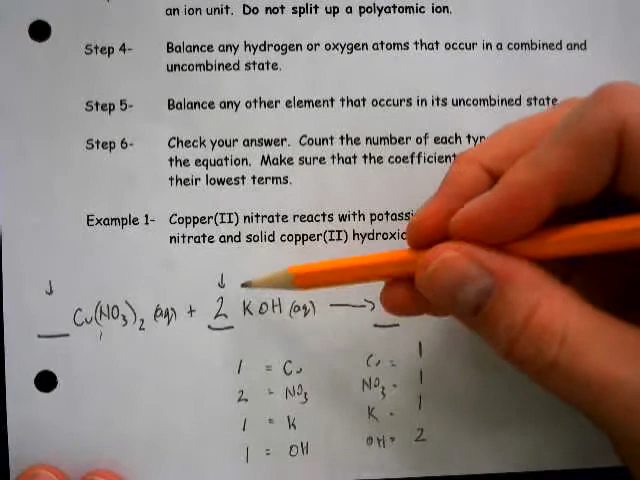 an ion unit. Do not split up a polyatomic ion.
Step 4- Balance any hydrogen or oxygen atoms that occur in a combined and
uncombined state.
Step 5- Balance any other element that occurs in its uncombined state
Step 6- Check your answer. Count the number of each
the equation. Make sure that the coefficient
their lowest terms.
Example 1- Copper(II) nitrate reacts with
nitrate and solid copper(II)
↓ ↓
__ Cu(NO3)2 (aq) + 2 KOH (aq) → __
1 = Cu Cu = 1
2 = NO3 NO3 = 1
1 = K K = 1
1 = OH OH = 2